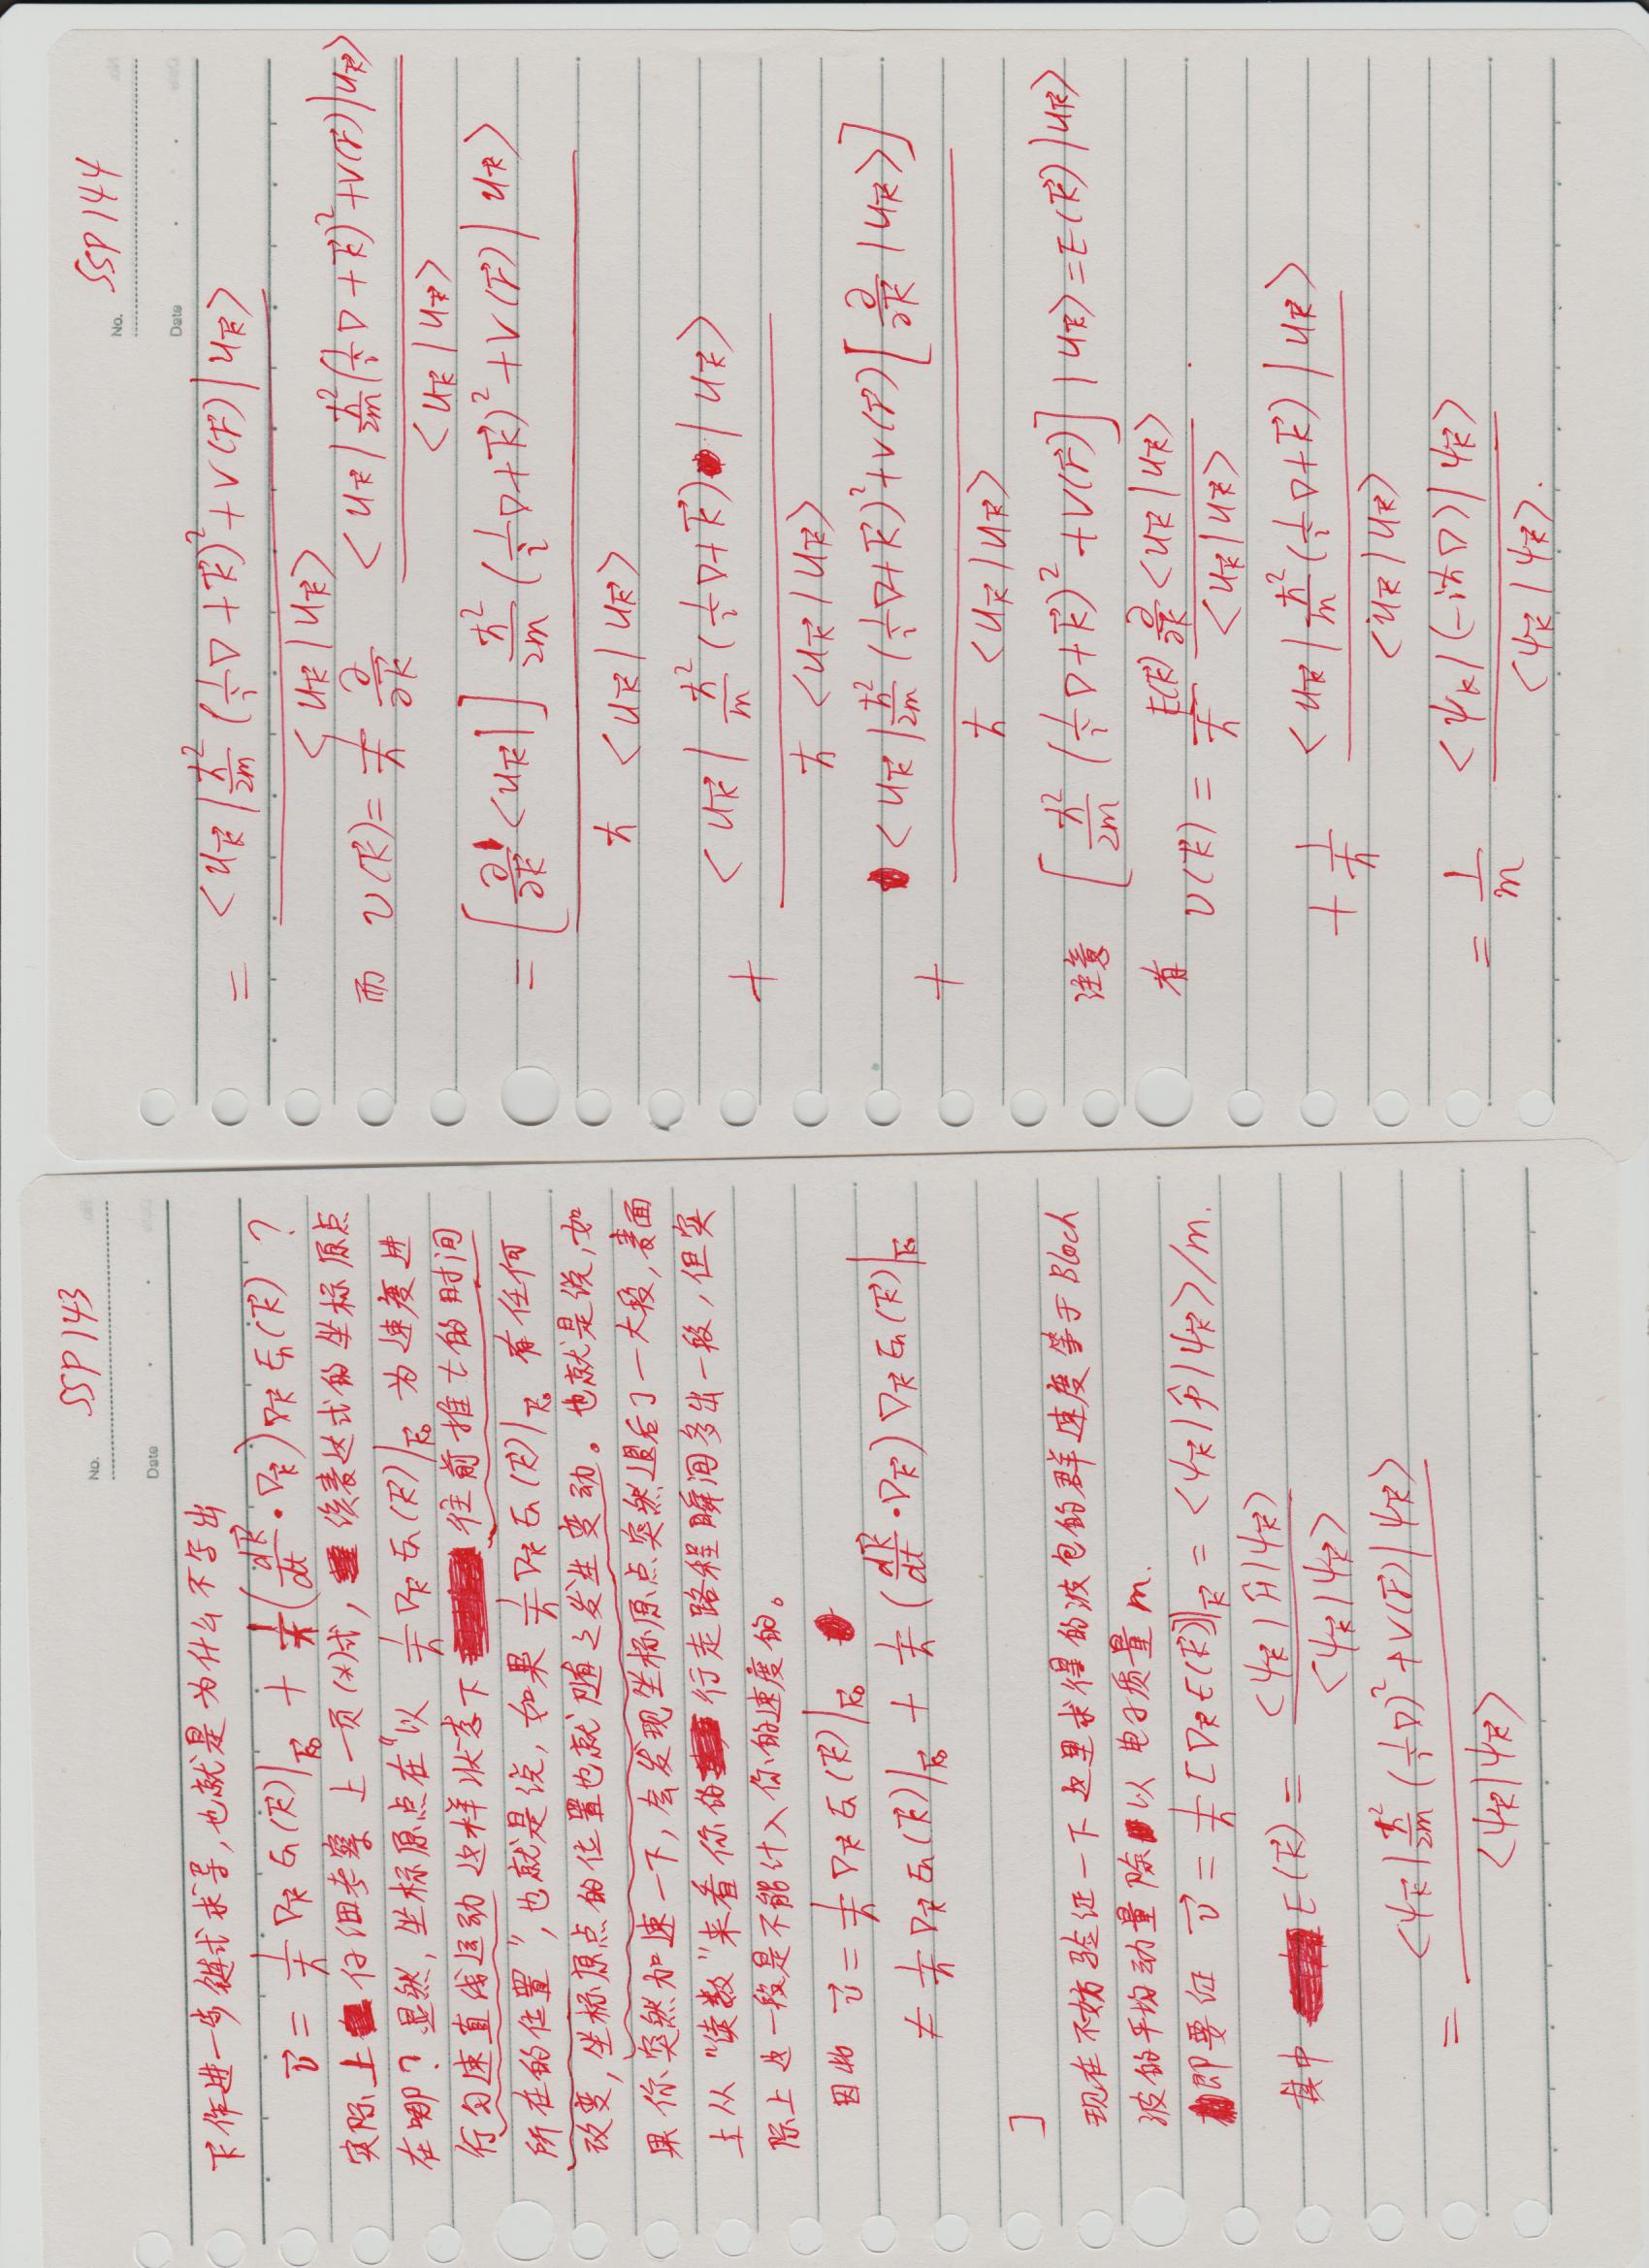 No. SSP 143
Date
下作进一步链式求导，也就是为什么不写出
$\vec{v} = \frac{1}{\hbar} \nabla_{\vec{k}} E_n(\vec{k})|_{\vec{k}_0} + \frac{1}{\hbar}(\frac{d\vec{k}}{dt} \cdot \nabla_{\vec{k}}) \nabla_{\vec{k}} E_n(\vec{k})$ ?
实际上 仔细考察 上一页(*)式， 该表达式的坐标原点
在哪？显然，坐标原点在“以 $\frac{1}{\hbar} \nabla_{\vec{k}} E_n(\vec{k})|_{\vec{k}_0}$ 为速度进
行匀速直线运动 这样状态下 往前推t的时间
所在的位置”，也就是说，如果 $\frac{1}{\hbar} \nabla_{\vec{k}} E_n(\vec{k})|_{\vec{k}_0}$ 有任何
改变，坐标原点的位置也就随之发生变动。也就是说，如
果你突然加速一下，会发现坐标原点突然退后了一大段，表面
上从“读数”来看你的 行走路程瞬间多出一段，但实
际上这一段是不能计入你的速度的。
因此 $\vec{v} = \frac{1}{\hbar} \nabla_{\vec{k}} E_n(\vec{k})|_{\vec{k}_0}$
$\neq \frac{1}{\hbar} \nabla_{\vec{k}} E_n(\vec{k})|_{\vec{k}_0} + \frac{1}{\hbar} (\frac{d\vec{k}}{dt} \cdot \nabla_{\vec{k}}) \nabla_{\vec{k}} E_n(\vec{k})|_{\vec{k}_0}$
]
现在不妨验证一下这里求得的波包的群速度等于Bloch
波的平均动量除以电子质量m.
即要证 $\vec{v} = \frac{1}{\hbar} [\nabla_{\vec{k}} E(\vec{k})]|_{\vec{k}} = \langle \psi_{\vec{k}} | \hat{p} | \psi_{\vec{k}} \rangle / m.$
其中 $E(\vec{k}) = \frac{\langle \psi_{\vec{k}} | \hat{H} | \psi_{\vec{k}} \rangle}{\langle \psi_{\vec{k}} | \psi_{\vec{k}} \rangle}$
$= \frac{\langle \psi_{\vec{k}} | \frac{\hbar^2}{2m} (\frac{1}{i} \nabla)^2 + V(\vec{r}) | \psi_{\vec{k}} \rangle}{\langle \psi_{\vec{k}} | \psi_{\vec{k}} \rangle}$
No. SSP 144
Date
$= \frac{\langle u_{\vec{k}} | \frac{\hbar^2}{2m} (\frac{1}{i} \nabla + \vec{k})^2 + V(\vec{r}) | u_{\vec{k}} \rangle}{\langle u_{\vec{k}} | u_{\vec{k}} \rangle}$
而 $v(\vec{k}) = \frac{1}{\hbar} \frac{\partial}{\partial \vec{k}} \frac{\langle u_{\vec{k}} | \frac{\hbar^2}{2m} (\frac{1}{i} \nabla + \vec{k})^2 + V(\vec{r}) | u_{\vec{k}} \rangle}{\langle u_{\vec{k}} | u_{\vec{k}} \rangle}$
$= \frac{[\frac{\partial}{\partial \vec{k}} \langle u_{\vec{k}} |] \frac{\hbar^2}{2m} (\frac{1}{i} \nabla + \vec{k})^2 + V(\vec{r}) | u_{\vec{k}} \rangle}{\hbar \langle u_{\vec{k}} | u_{\vec{k}} \rangle}$
$+ \frac{\langle u_{\vec{k}} | \frac{\hbar^2}{m} (\frac{1}{i} \nabla + \vec{k}) | u_{\vec{k}} \rangle}{\hbar \langle u_{\vec{k}} | u_{\vec{k}} \rangle}$
$+ \frac{\langle u_{\vec{k}} | \frac{\hbar^2}{2m} (\frac{1}{i} \nabla + \vec{k})^2 + V(\vec{r}) [\frac{\partial}{\partial \vec{k}} | u_{\vec{k}} \rangle]}{\hbar \langle u_{\vec{k}} | u_{\vec{k}} \rangle}$
注意 $[\frac{\hbar^2}{2m} (\frac{1}{i} \nabla + \vec{k})^2 + V(\vec{r})] | u_{\vec{k}} \rangle = E(\vec{k}) | u_{\vec{k}} \rangle$
有 $v(\vec{k}) = \frac{E(\vec{k})}{\hbar} \frac{\frac{\partial}{\partial \vec{k}} \langle u_{\vec{k}} | u_{\vec{k}} \rangle}{\langle u_{\vec{k}} | u_{\vec{k}} \rangle}$.
$+ \frac{1}{\hbar} \frac{\langle u_{\vec{k}} | \frac{\hbar^2}{m} (\frac{1}{i} \nabla + \vec{k}) | u_{\vec{k}} \rangle}{\langle u_{\vec{k}} | u_{\vec{k}} \rangle}$
$= \frac{1}{m} \frac{\langle \psi_k | (-i\hbar \nabla) | \psi_{\vec{k}} \rangle}{\langle \psi_{\vec{k}} | \psi_{\vec{k}} \rangle}.$